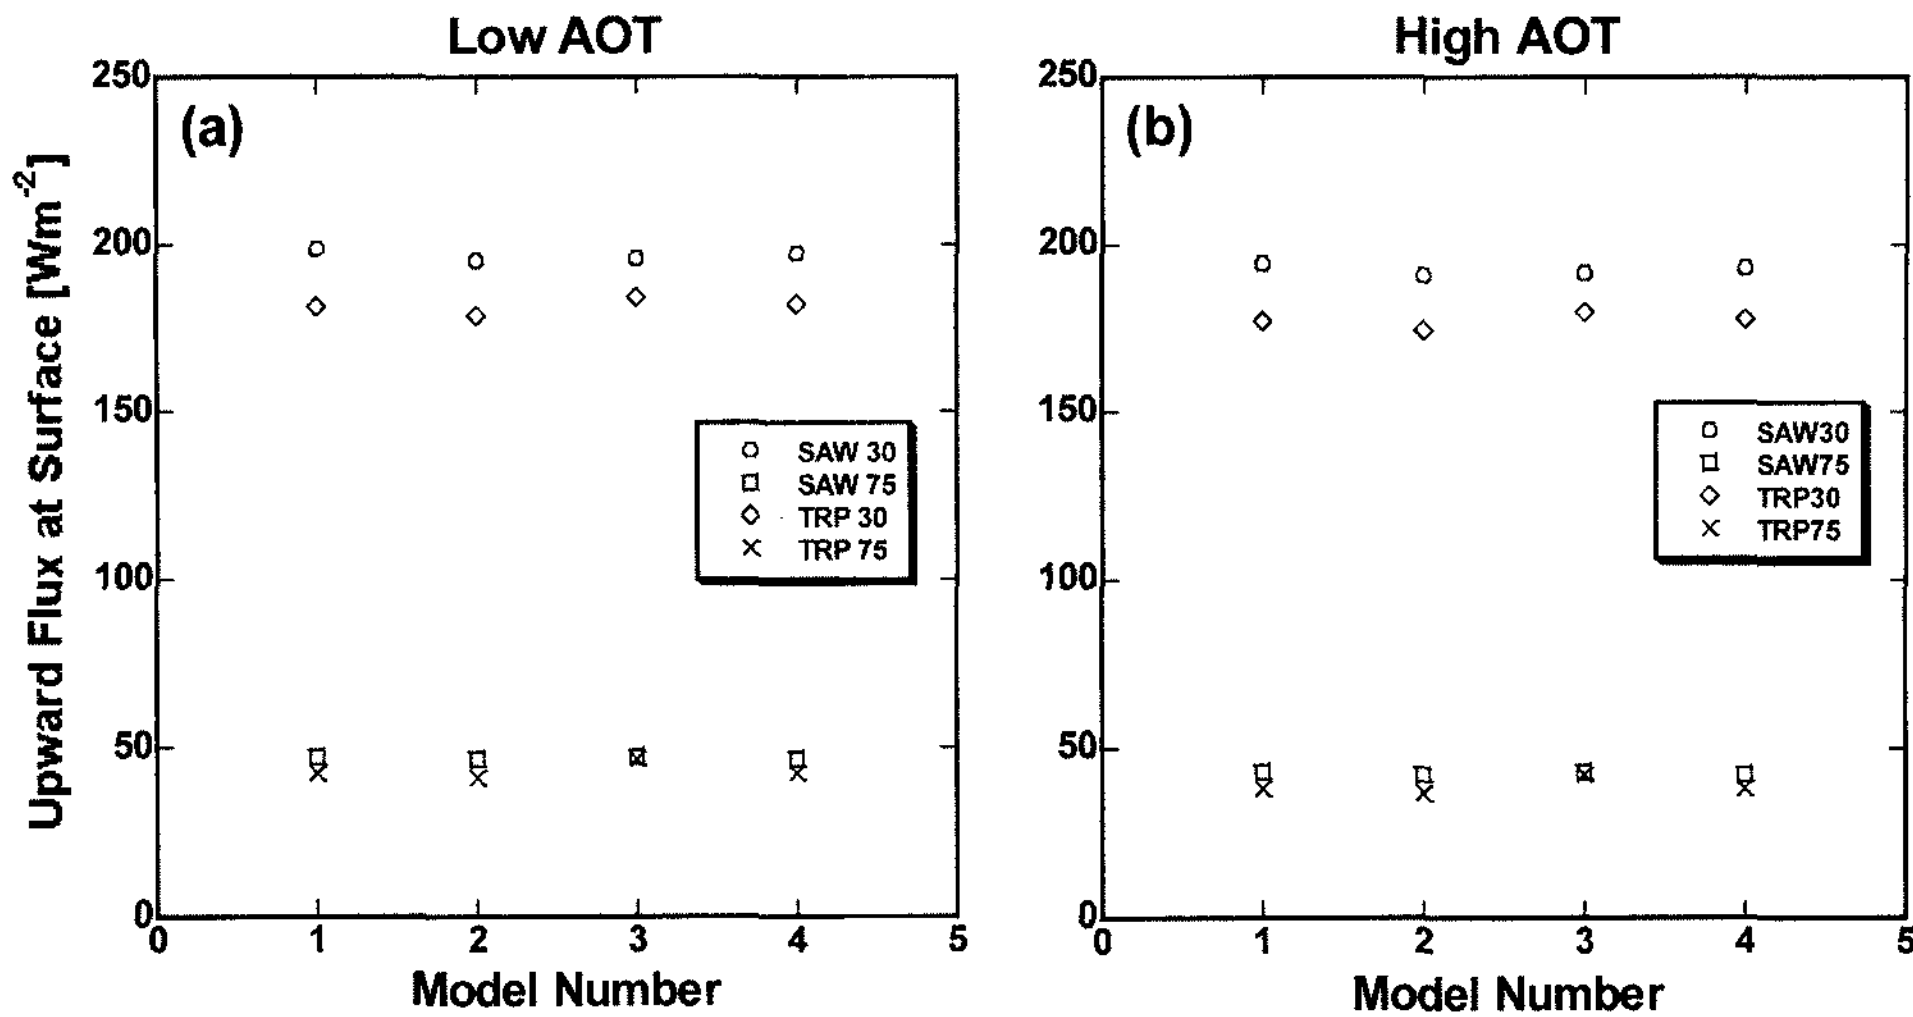 Low AOT
(a)
Upward Flux at Surface [Wm-2]
250
200
150
100
50
0
SAW 30
SAW 75
TRP 30
TRP 75
0 1 2 3 4 5
Model Number
High AOT
(b)
250
200
150
100
50
0
SAW30
SAW75
TRP30
TRP75
0 1 2 3 4 5
Model Number